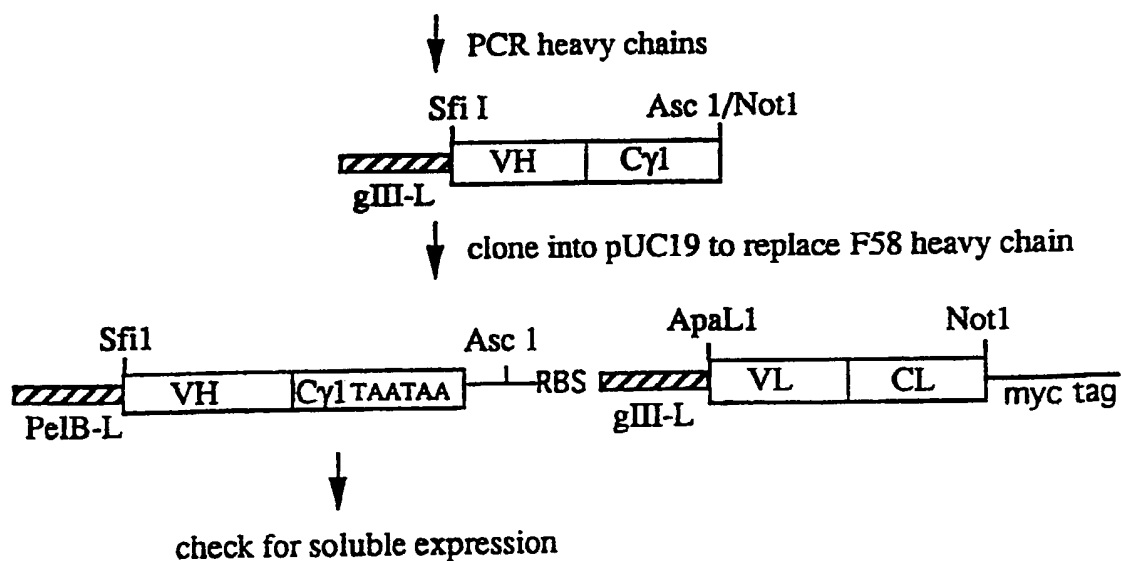 PCR heavy chains
Sfi I
Asc 1/Not1
VH
Cγ1
gIII-L
clone into pUC19 to replace F58 heavy chain
Sfi1
Asc 1
ApaL1
Not1
VH
Cγ1 TAATAA
RBS
VL
CL
myc tag
PelB-L
gIII-L
check for soluble expression